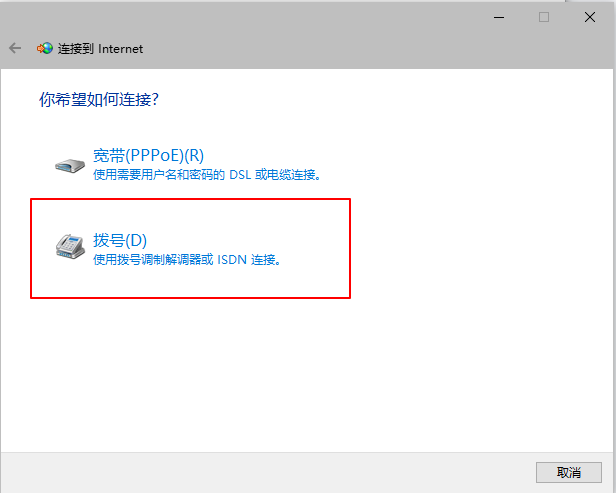 连接到 Internet
你希望如何连接?
宽带(PPPoE)(R)
使用需要用户名和密码的 DSL 或电缆连接。
拨号(D)
使用拨号调制解调器或 ISDN 连接。
取消